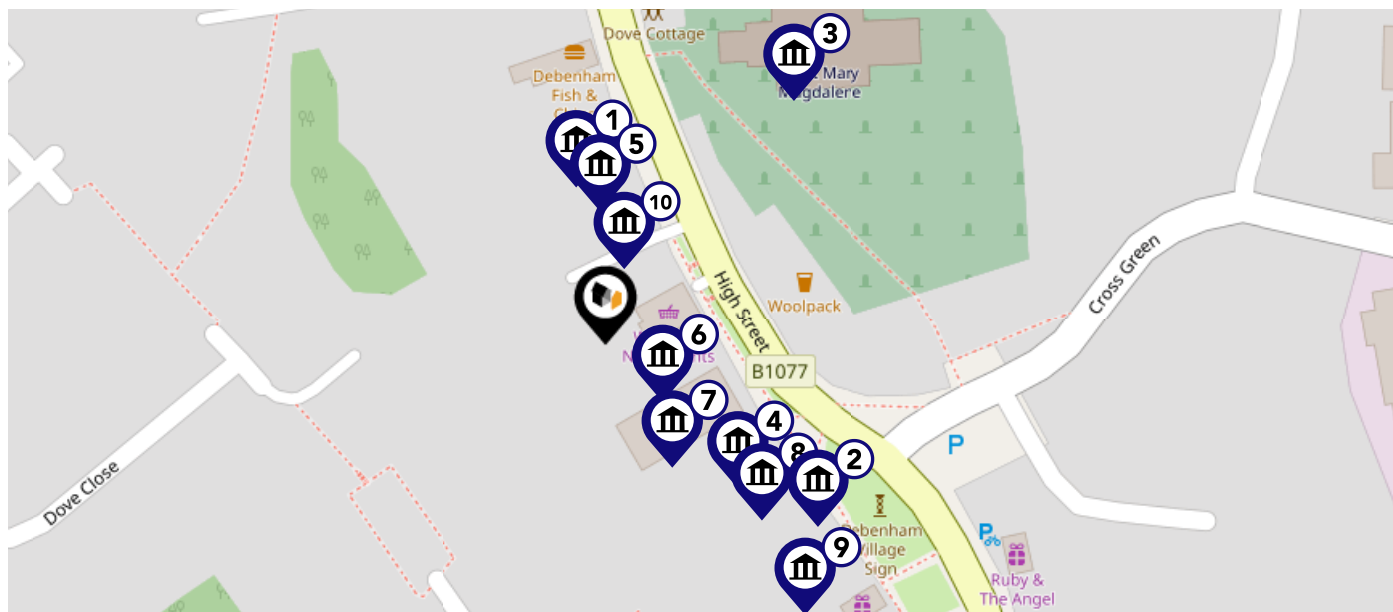 Dove Cottage
3
Mary
Magdalene
Debenham
Fish &
1
5
10
High Street
Woolpack
Cross Green
6
B1077
7
4
8
2
P
Dove Close
Debenham
Village
Sign
9
P
Ruby &
The Angel